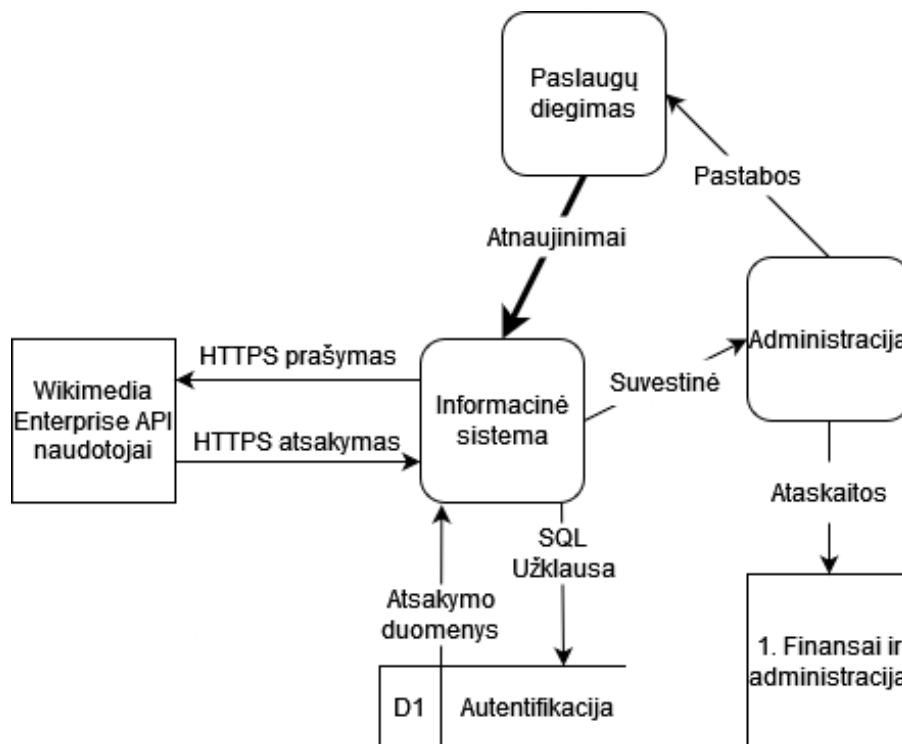 Paslaugų
diegimas
Pastabos
Atnaujinimai
Administracija
HTTPS prašymas
Wikimedia
Enterprise API
naudotojai
HTTPS atsakymas
Informacinė
sistema
Suvestinė
SQL
Užklausa
Ataskaitos
Atsakymo
duomenys
D1
Autentifikacija
1. Finansai ir
administracija